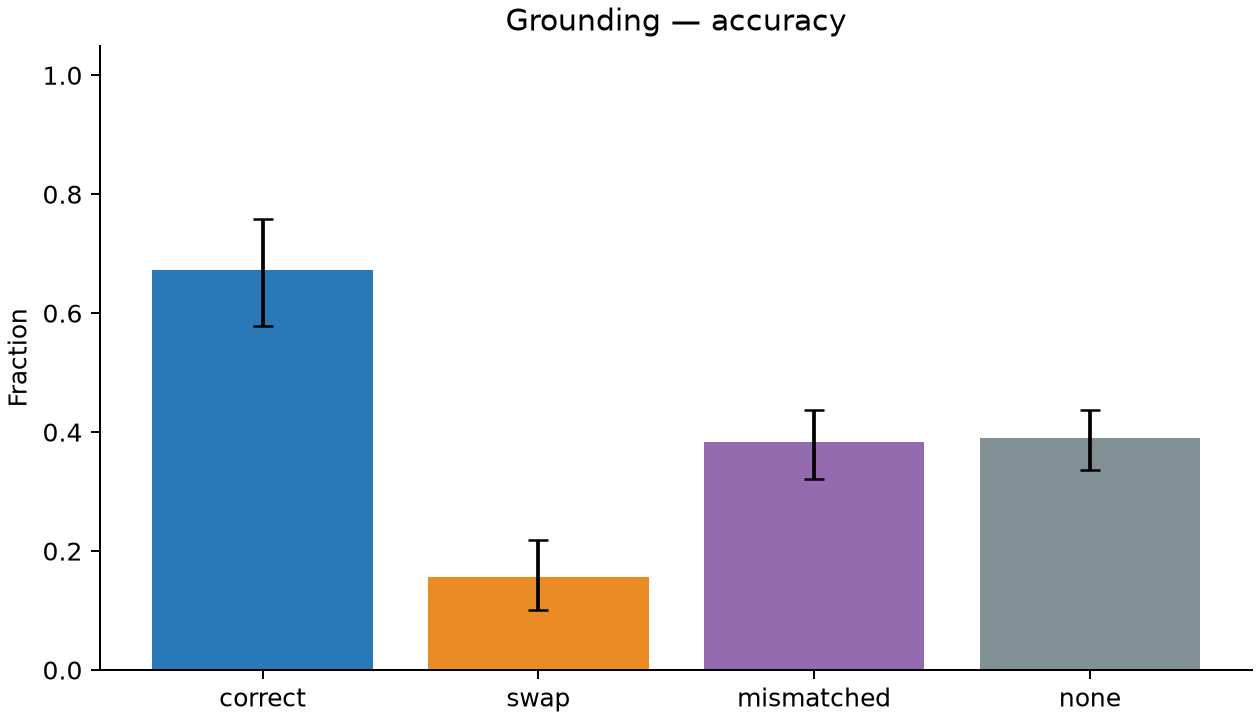 Grounding — accuracy
Fraction
1.0
0.8
0.6
0.4
0.2
0.0
correct
swap
mismatched
none